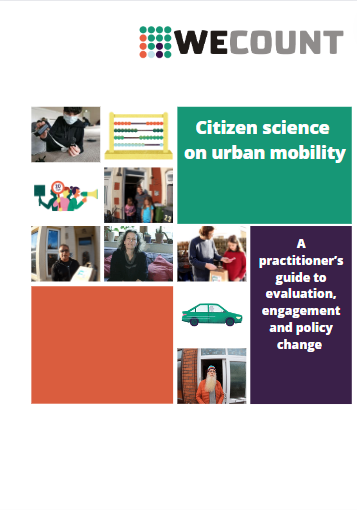 WECOUNT
Citizen science
on urban mobility
A
practitioner's
guide to
evaluation,
engagement
and policy
change